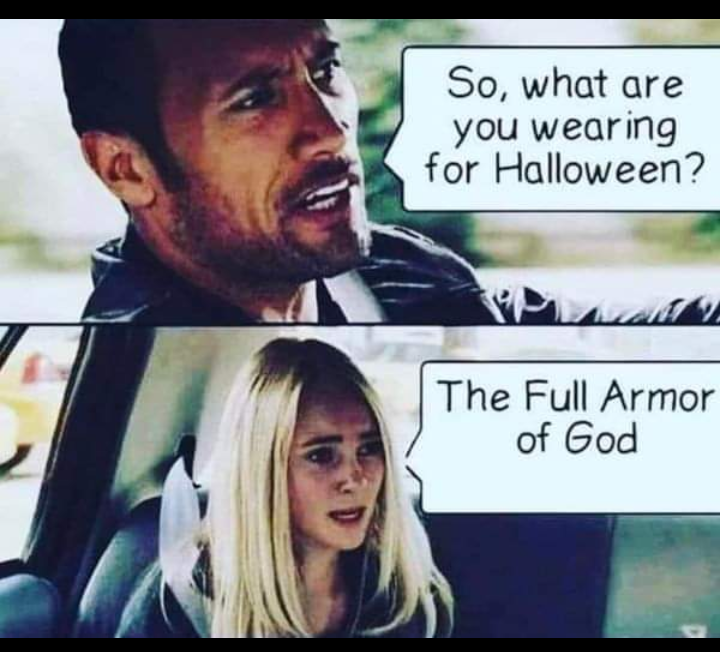 So, what are
you wearing
for Halloween?
The Full Armor
of God